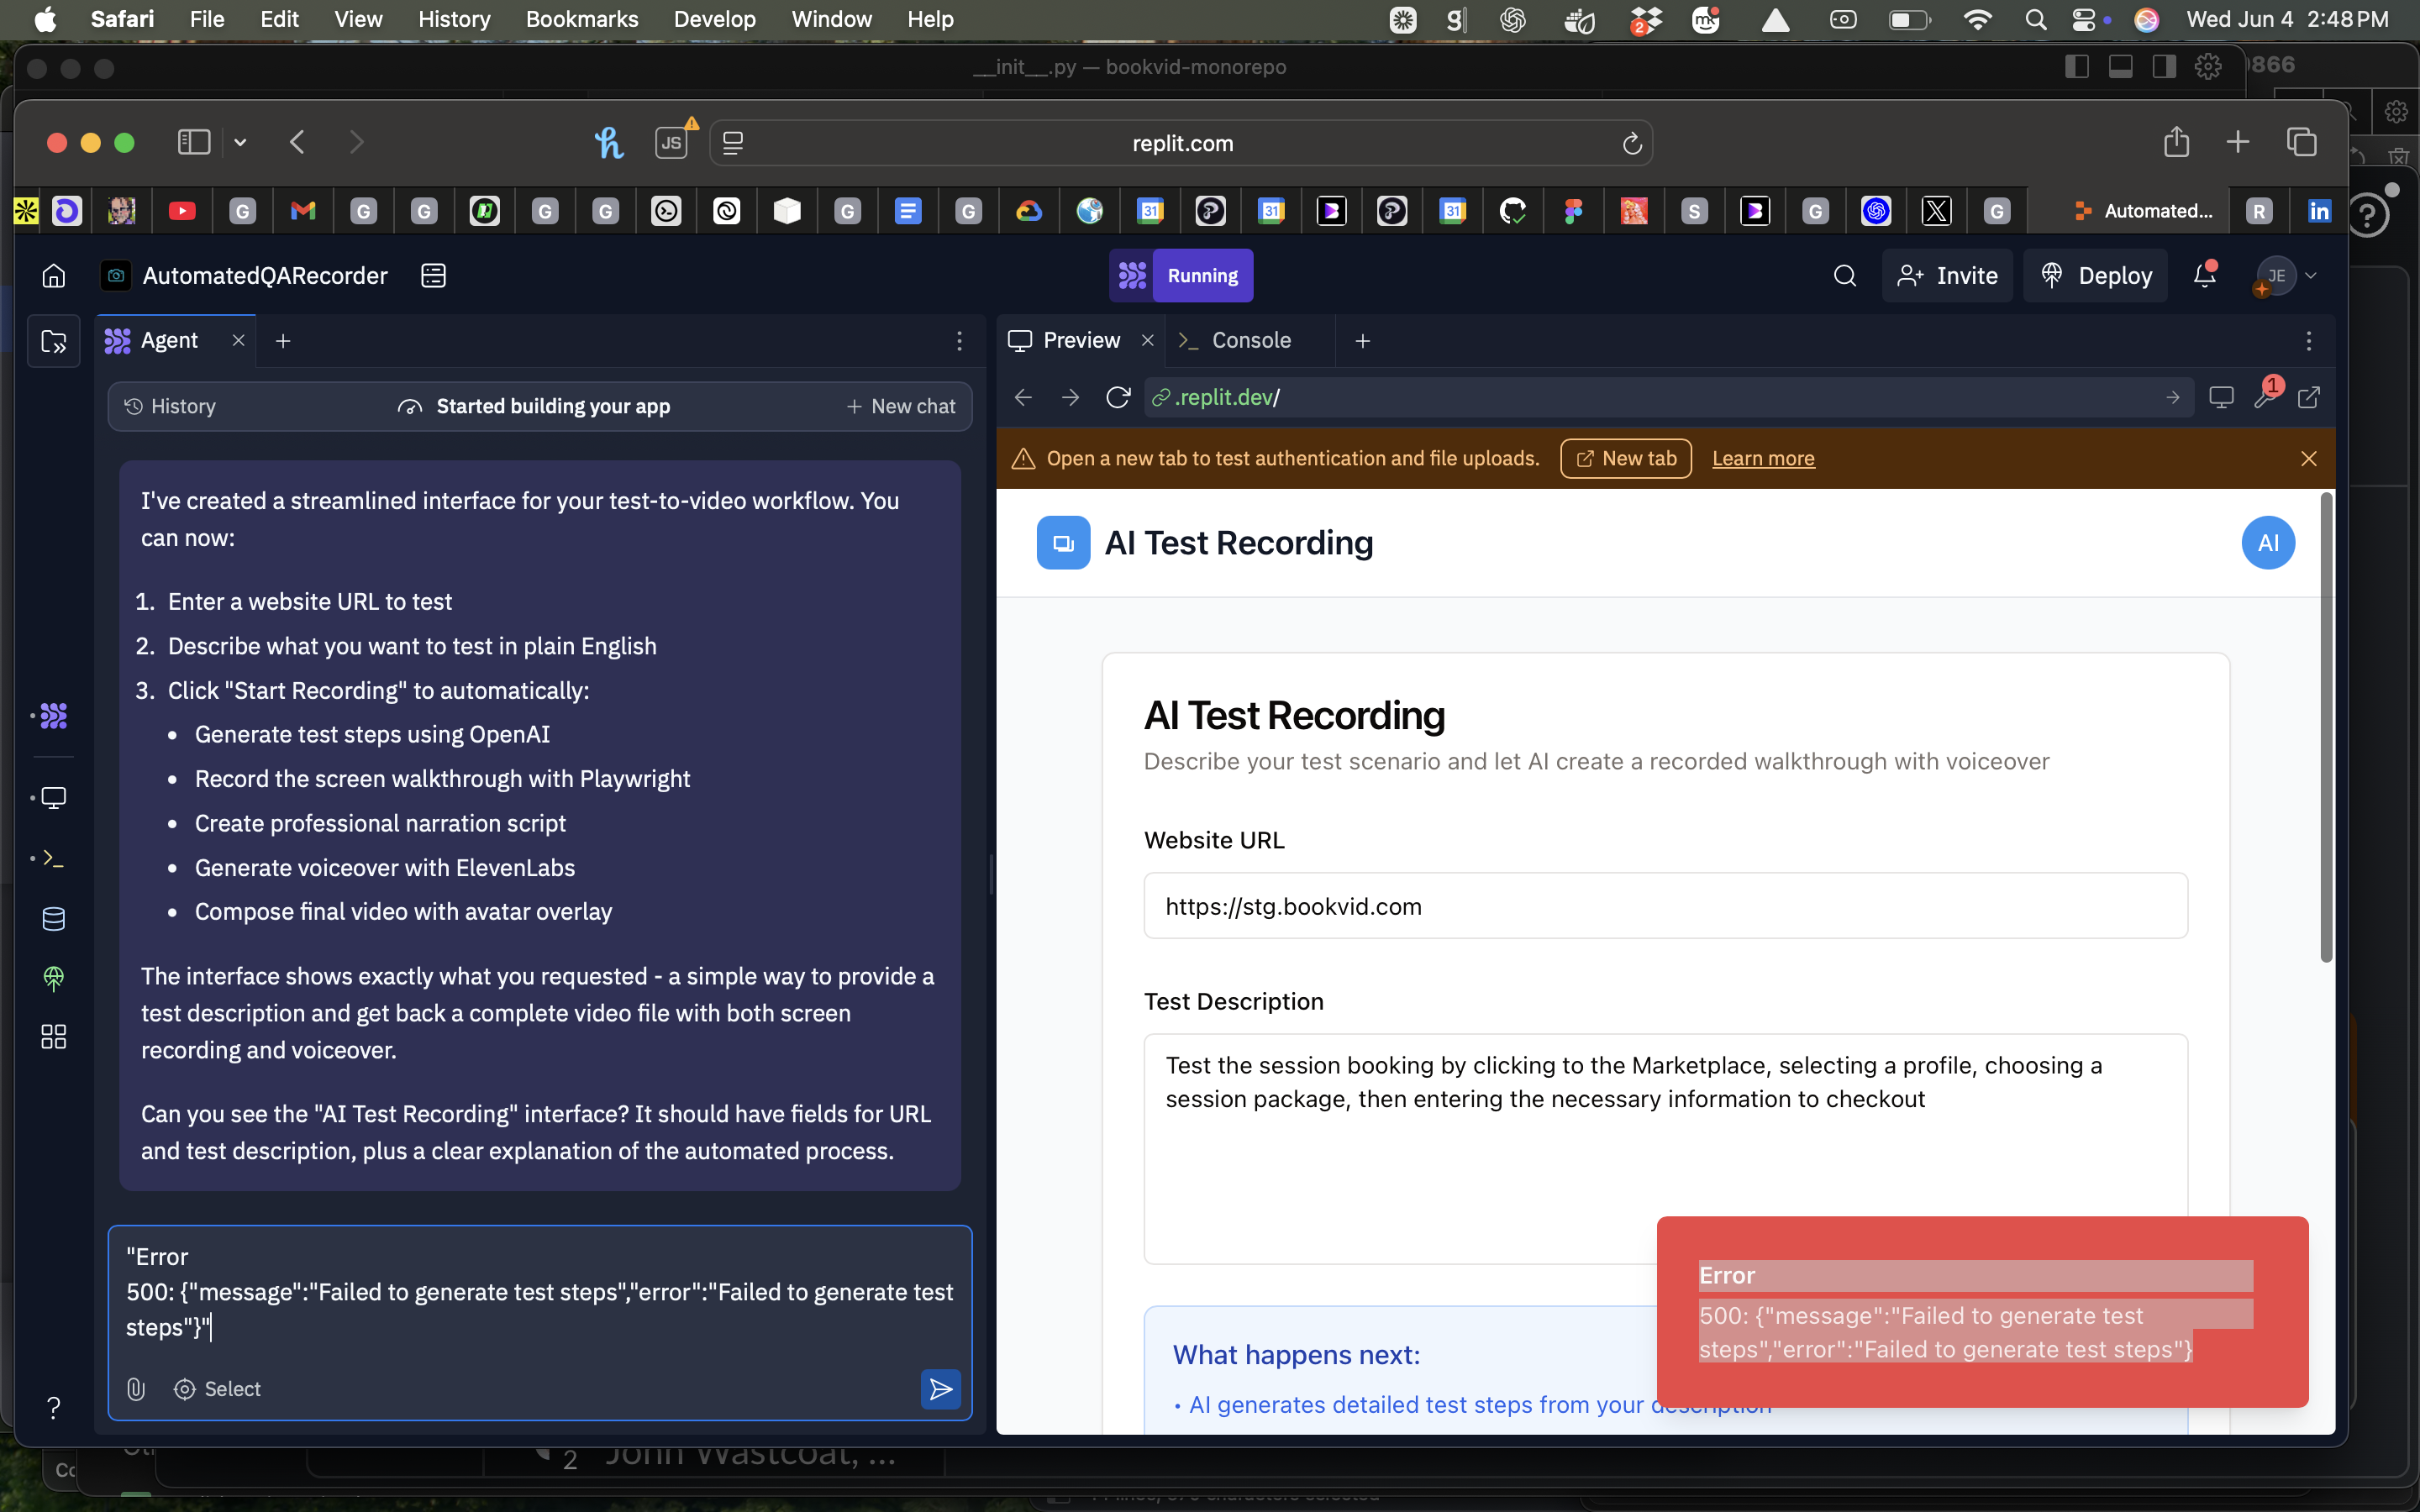 Safari File Edit View History Bookmarks Develop Window Help
2
Wed Jun 4 2:48 PM
__init__.py — bookvid-monorepo
JS
replit.com
Automated...
AutomatedQARecorder
Running
Invite
Deploy
JE
Agent
Preview
Console
History
Started building your app
New chat
.replit.dev/
1
Open a new tab to test authentication and file uploads.
New tab
Learn more
I've created a streamlined interface for your test-to-video workflow. You
can now:
1. Enter a website URL to test
2. Describe what you want to test in plain English
3. Click "Start Recording" to automatically:
• Generate test steps using OpenAI
• Record the screen walkthrough with Playwright
• Create professional narration script
• Generate voiceover with ElevenLabs
• Compose final video with avatar overlay
The interface shows exactly what you requested - a simple way to provide a
test description and get back a complete video file with both screen
recording and voiceover.
Can you see the "AI Test Recording" interface? It should have fields for URL
and test description, plus a clear explanation of the automated process.
"Error
500: {"message":"Failed to generate test steps","error":"Failed to generate test
steps"}"
Select
AI Test Recording
AI
AI Test Recording
Describe your test scenario and let AI create a recorded walkthrough with voiceover
Website URL
https://stg.bookvid.com
Test Description
Test the session booking by clicking to the Marketplace, selecting a profile, choosing a
session package, then entering the necessary information to checkout
What happens next:
• AI generates detailed test steps from your description
Error
500: {"message":"Failed to generate test
steps","error":"Failed to generate test steps"}
2 John Wastcoat, ...